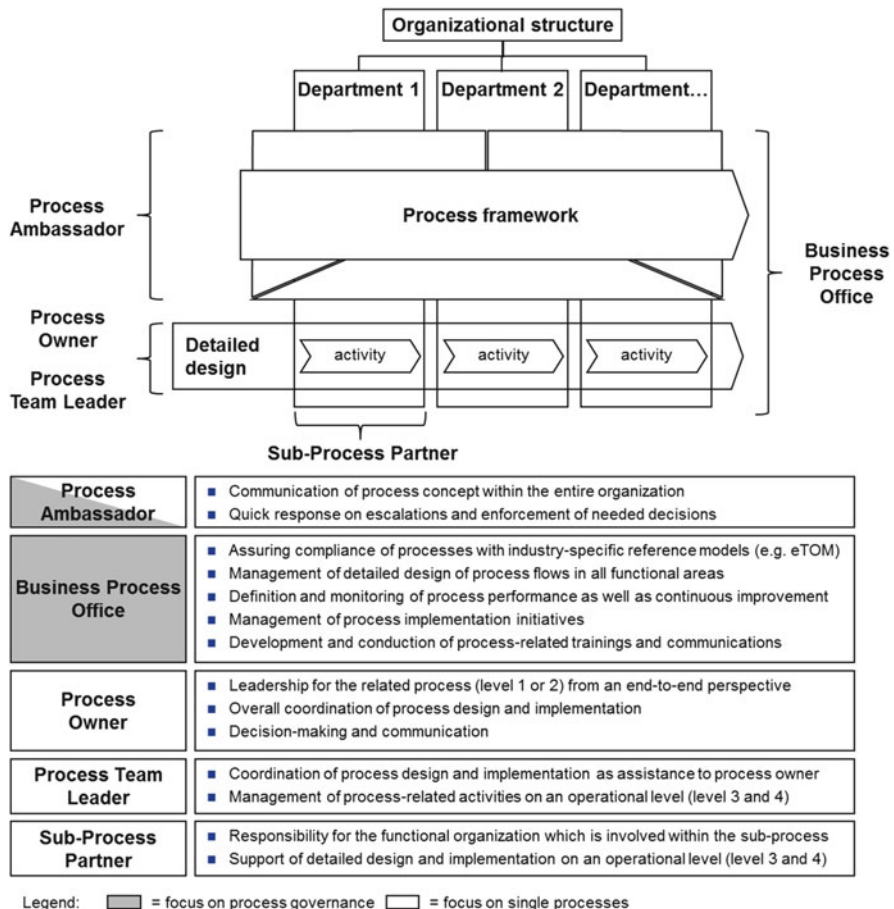 Organizational structure
Department 1
Department 2
Department...
Process
Ambassador
Process framework
Business
Process
Office
Process
Owner
Process
Team Leader
Detailed
design
activity
activity
activity
Sub-Process Partner
Process
Ambassador
Communication of process concept within the entire organization
Quick response on escalations and enforcement of needed decisions
Business Process
Office
Assuring compliance of processes with industry-specific reference models (e.g. eTOM)
Management of detailed design of process flows in all functional areas
Definition and monitoring of process performance as well as continuous improvement
Management of process implementation initiatives
Development and conduction of process-related trainings and communications
Process
Owner
Leadership for the related process (level 1 or 2) from an end-to-end perspective
Overall coordination of process design and implementation
Decision-making and communication
Process Team
Leader
Coordination of process design and implementation as assistance to process owner
Management of process-related activities on an operational level (level 3 and 4)
Sub-Process
Partner
Responsibility for the functional organization which is involved within the sub-process
Support of detailed design and implementation on an operational level (level 3 and 4)
Legend: = focus on process governance = focus on single processes